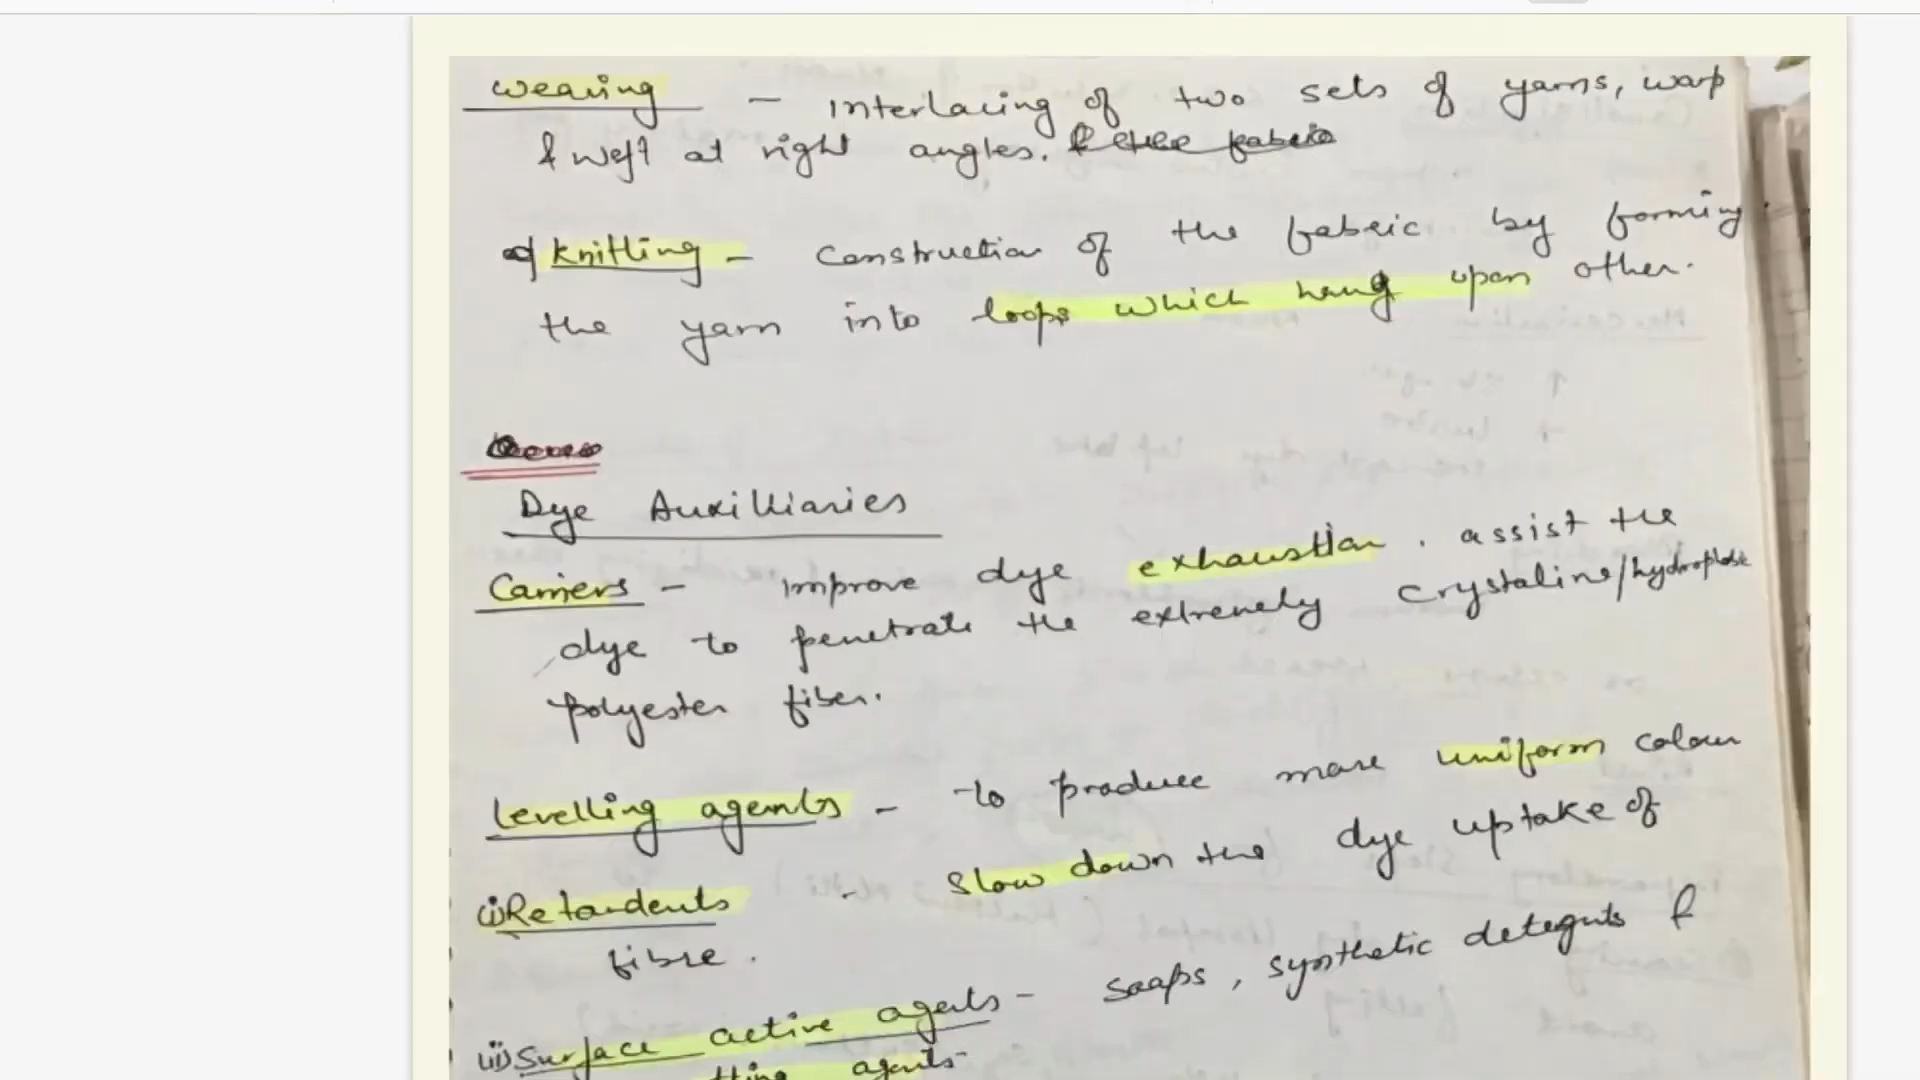 weaving - interlacing of two sets of yarns, warp
& weft at right angles. & the fabric
Knitting - construction of the fabric by forming
the yarn into loops which hang upon other.
Dye Auxilliaries
Carriers - improve dye exhaustion. assist the
dye to penetrate the extremely crystaline/hydrophobic
polyester fiber.
Levelling agents - to produce more uniform colour
(i) Retardents - slow down the dye uptake of
fibre.
(ii) Surface active agents - soaps, synthetic detegents &
agents-